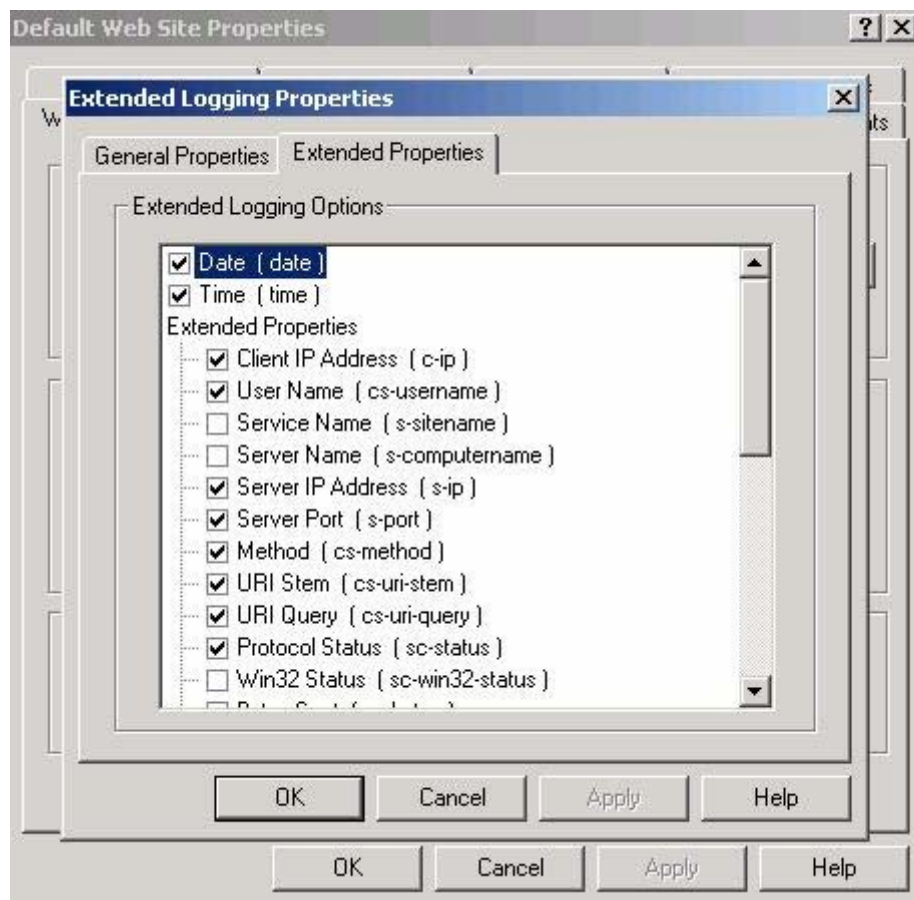 Default Web Site Properties
Extended Logging Properties
General Properties
Extended Properties
Extended Logging Options
Date ( date )
Time ( time )
Extended Properties
Client IP Address ( c-ip )
User Name ( cs-username )
Service Name ( s-sitename )
Server Name ( s-computername )
Server IP Address ( s-ip )
Server Port ( s-port )
Method ( cs-method )
URI Stem ( cs-uri-stem )
URI Query ( cs-uri-query )
Protocol Status ( sc-status )
Win32 Status ( sc-win32-status )
OK
Cancel
Apply
Help
OK
Cancel
Apply
Help